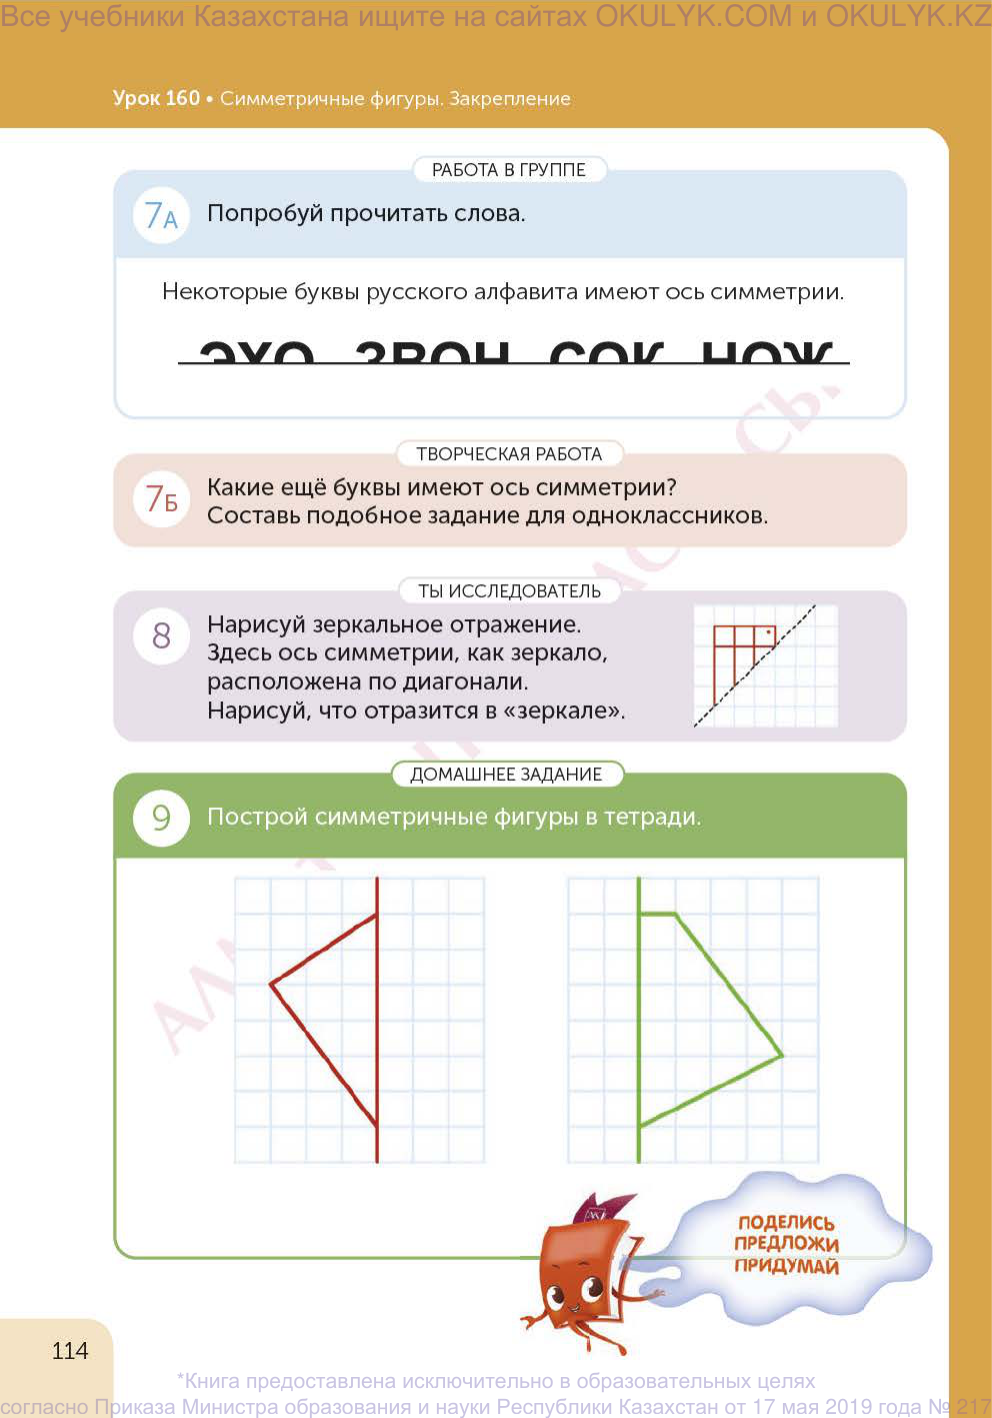 Все учебники Казахстана ищите на сайтах OKULYK.COM и OKULYK.KZ
Урок 160 • Симметричные фигуры. Закрепление
РАБОТА В ГРУППЕ
7А Попробуй прочитать слова.
Некоторые буквы русского алфавита имеют ось симметрии.
ЭХО ЗВОН СОК НОЖ
ТВОРЧЕСКАЯ РАБОТА
7Б Какие ещё буквы имеют ось симметрии?
Составь подобное задание для одноклассников.
ТЫ ИССЛЕДОВАТЕЛЬ
8 Нарисуй зеркальное отражение.
Здесь ось симметрии, как зеркало,
расположена по диагонали.
Нарисуй, что отразится в «зеркале».
ДОМАШНЕЕ ЗАДАНИЕ
9 Построй симметричные фигуры в тетради.
ПОДЕЛИСЬ
ПРЕДЛОЖИ
ПРИДУМАЙ
114
*Книга предоставлена исключительно в образовательных целях
согласно Приказа Министра образования и науки Республики Казахстан от 17 мая 2019 года № 217